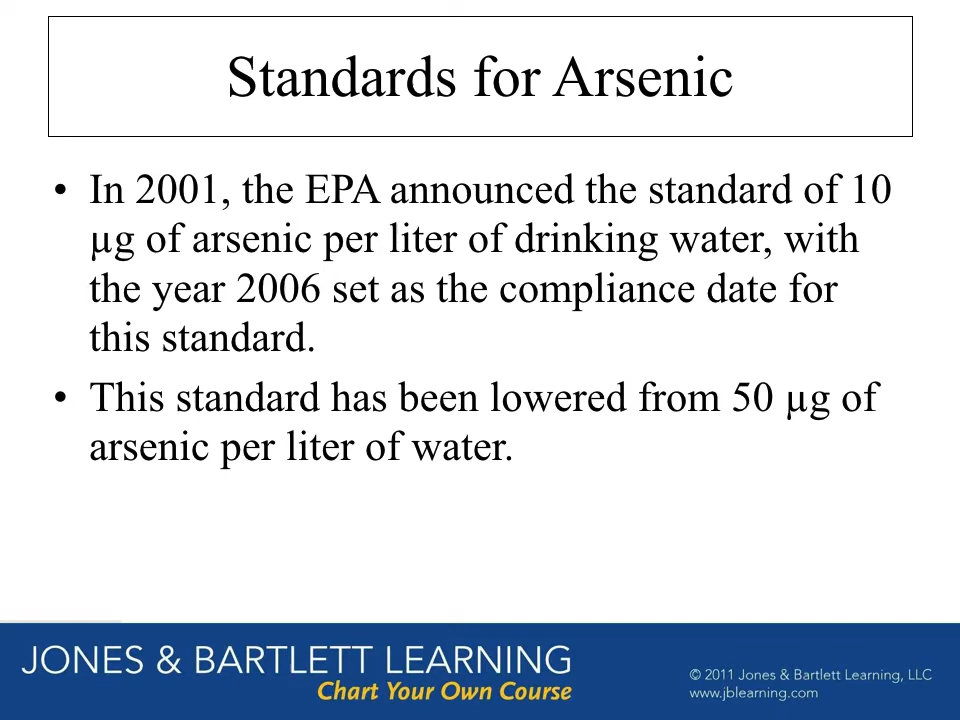 Standards for Arsenic
• In 2001, the EPA announced the standard of 10
µg of arsenic per liter of drinking water, with
the year 2006 set as the compliance date for
this standard.
• This standard has been lowered from 50 µg of
arsenic per liter of water.
JONES & BARTLETT LEARNING
Chart Your Own Course
© 2011 Jones & Bartlett Learning, LLC
www.jblearning.com